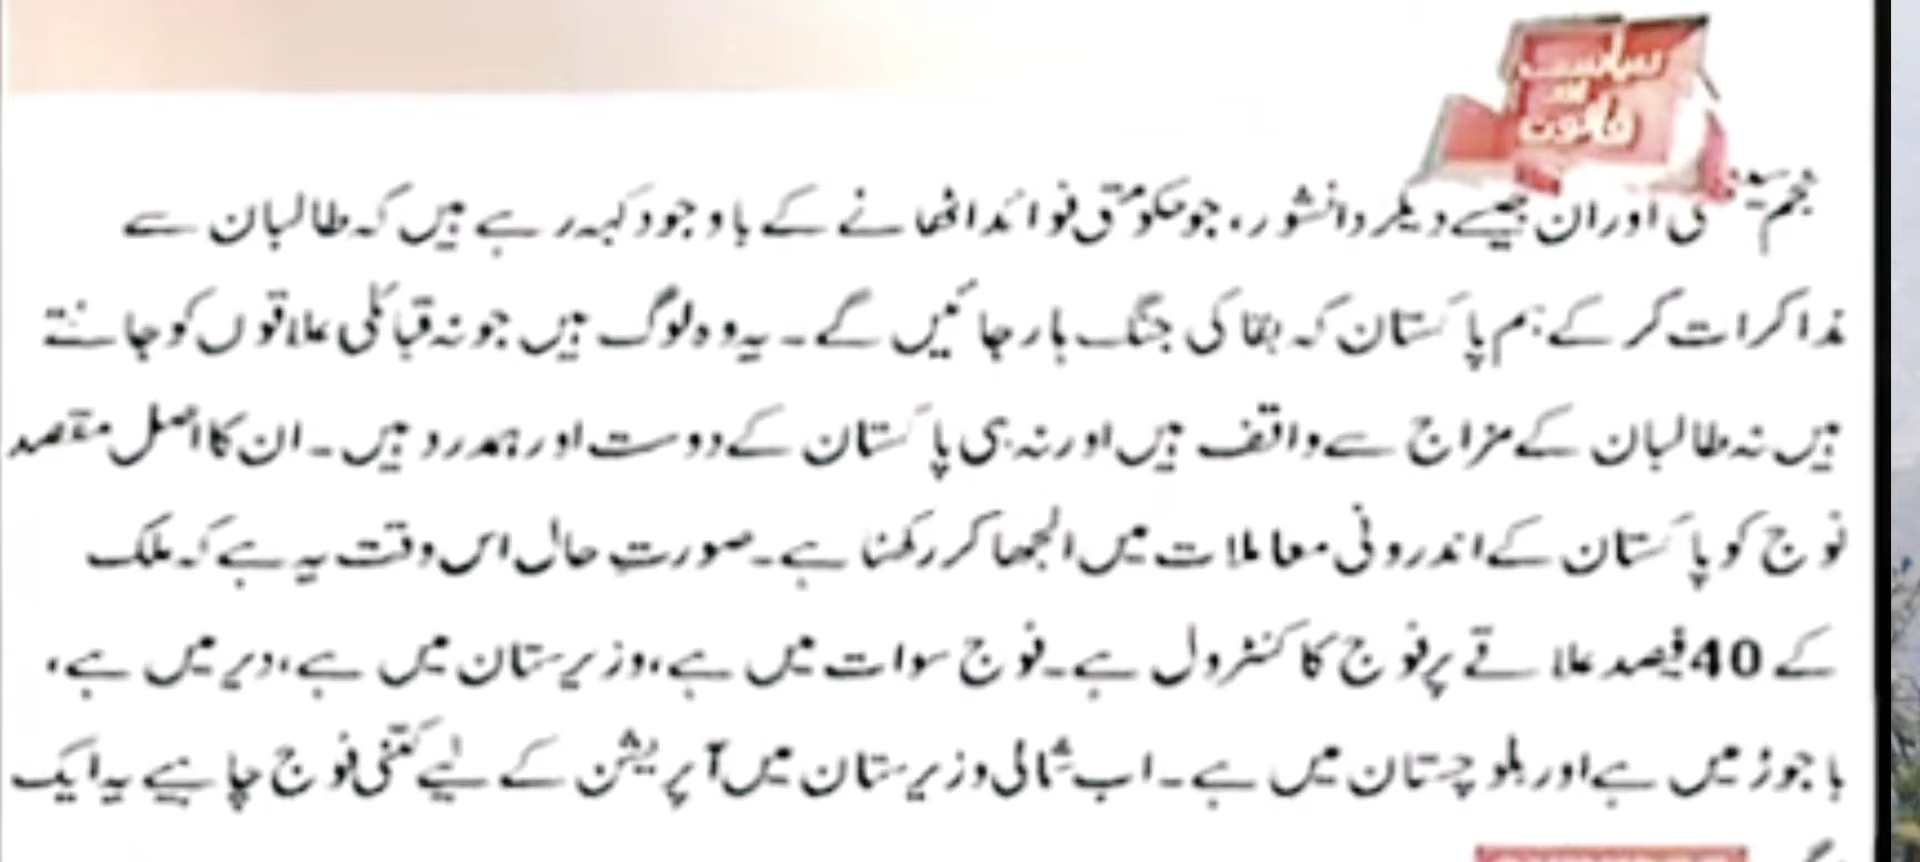 سیاست
اور
قانون
نجم سیٹھی اور ان جیسے دیگر دانشور، جو حکومتی فوائد اٹھانے کے باوجود کہہ رہے ہیں کہ طالبان سے
مذاکرات کر کے ہم پاکستان کہ بقا کی جنگ ہار جائیں گے۔ یہ وہ لوگ ہیں جو نہ قبائلی علاقوں کو جانتے
ہیں نہ طالبان کے مزاج سے واقف ہیں اور نہ ہی پاکستان کے دوست اور ہمدرد ہیں۔ ان کا اصل مقصد
فوج کو پاکستان کے اندرونی معاملات میں الجھا کر رکھنا ہے۔ صورتِ حال اس وقت یہ ہے کہ ملک
کے 40 فیصد علاقے پر فوج کا کنٹرول ہے۔ فوج سوات میں ہے، وزیرستان میں ہے، دیر میں ہے،
باجوڑ میں ہے اور بلوچستان میں ہے۔ اب شمالی وزیرستان میں آپریشن کے لیے کتنی فوج چاہیے یہ ایک